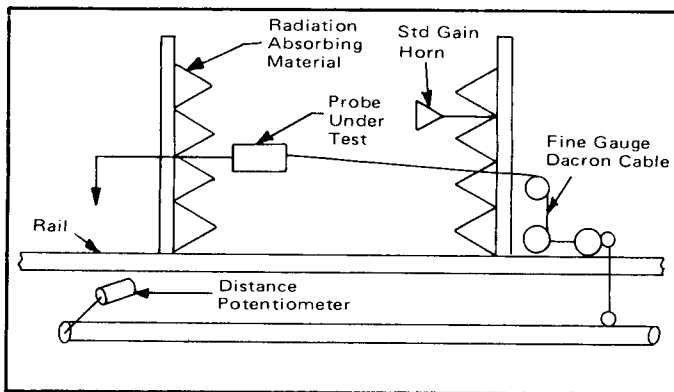 Radiation
Absorbing
Material
Std Gain
Horn
Probe
Under
Test
Fine Gauge
Dacron Cable
Rail
Distance
Potentiometer